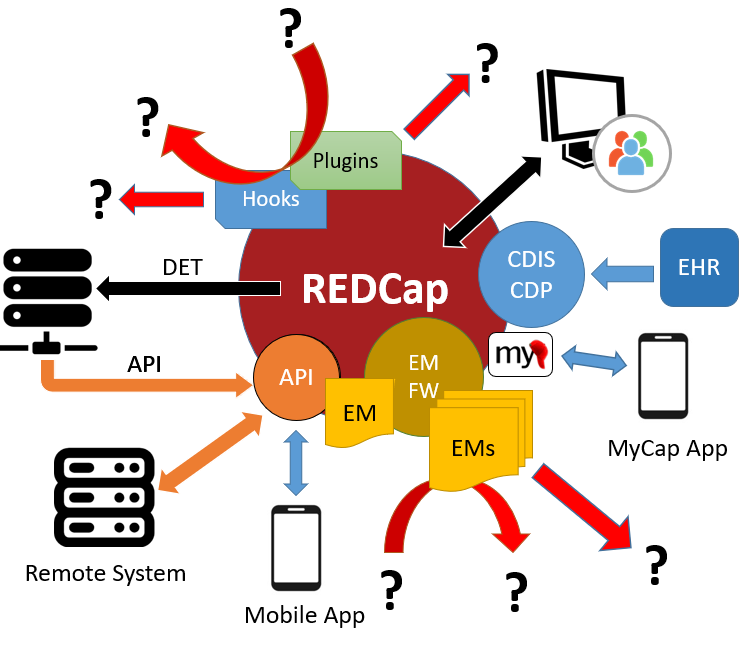 ?
?
?
Plugins
?
Hooks
CDIS
CDP
EHR
DET
REDCap
my
API
API
EM
FW
EM
EMs
MyCap App
Remote System
Mobile App
?
?
?